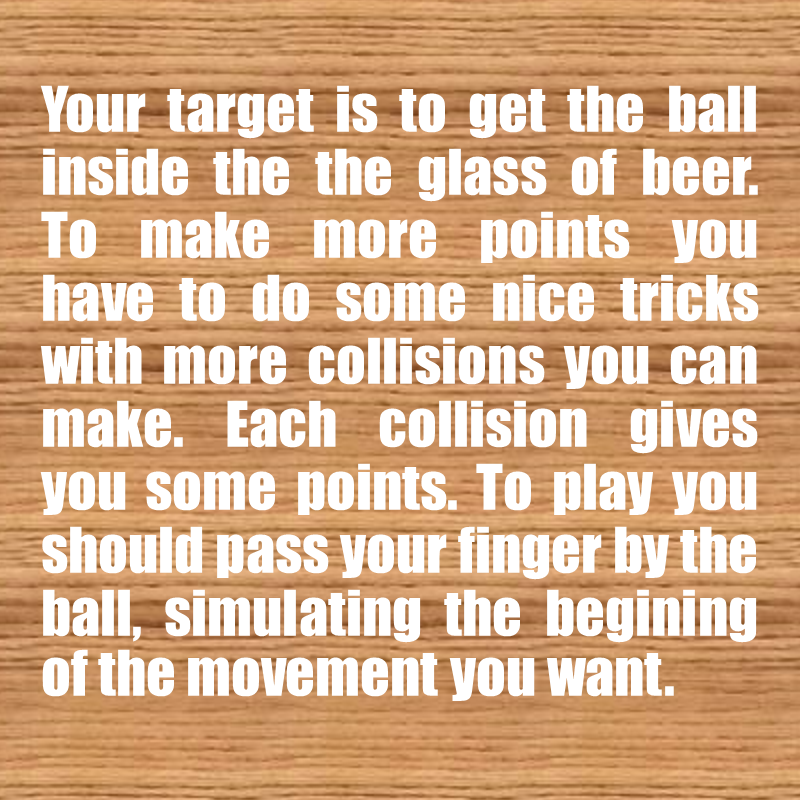 Your target is to get the ball
inside the the glass of beer.
To make more points you
have to do some nice tricks
with more collisions you can
make. Each collision gives
you some points. To play you
should pass your finger by the
ball, simulating the begining
of the movement you want.